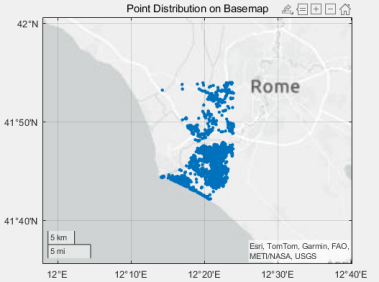 Point Distribution on Basemap
42°N
Rome
41°50'N
41°40'N
5 km
5 mi
Esri, TomTom, Garmin, FAO,
METI/NASA, USGS
12°E
12°10'E
12°20'E
12°30'E
12°40'E